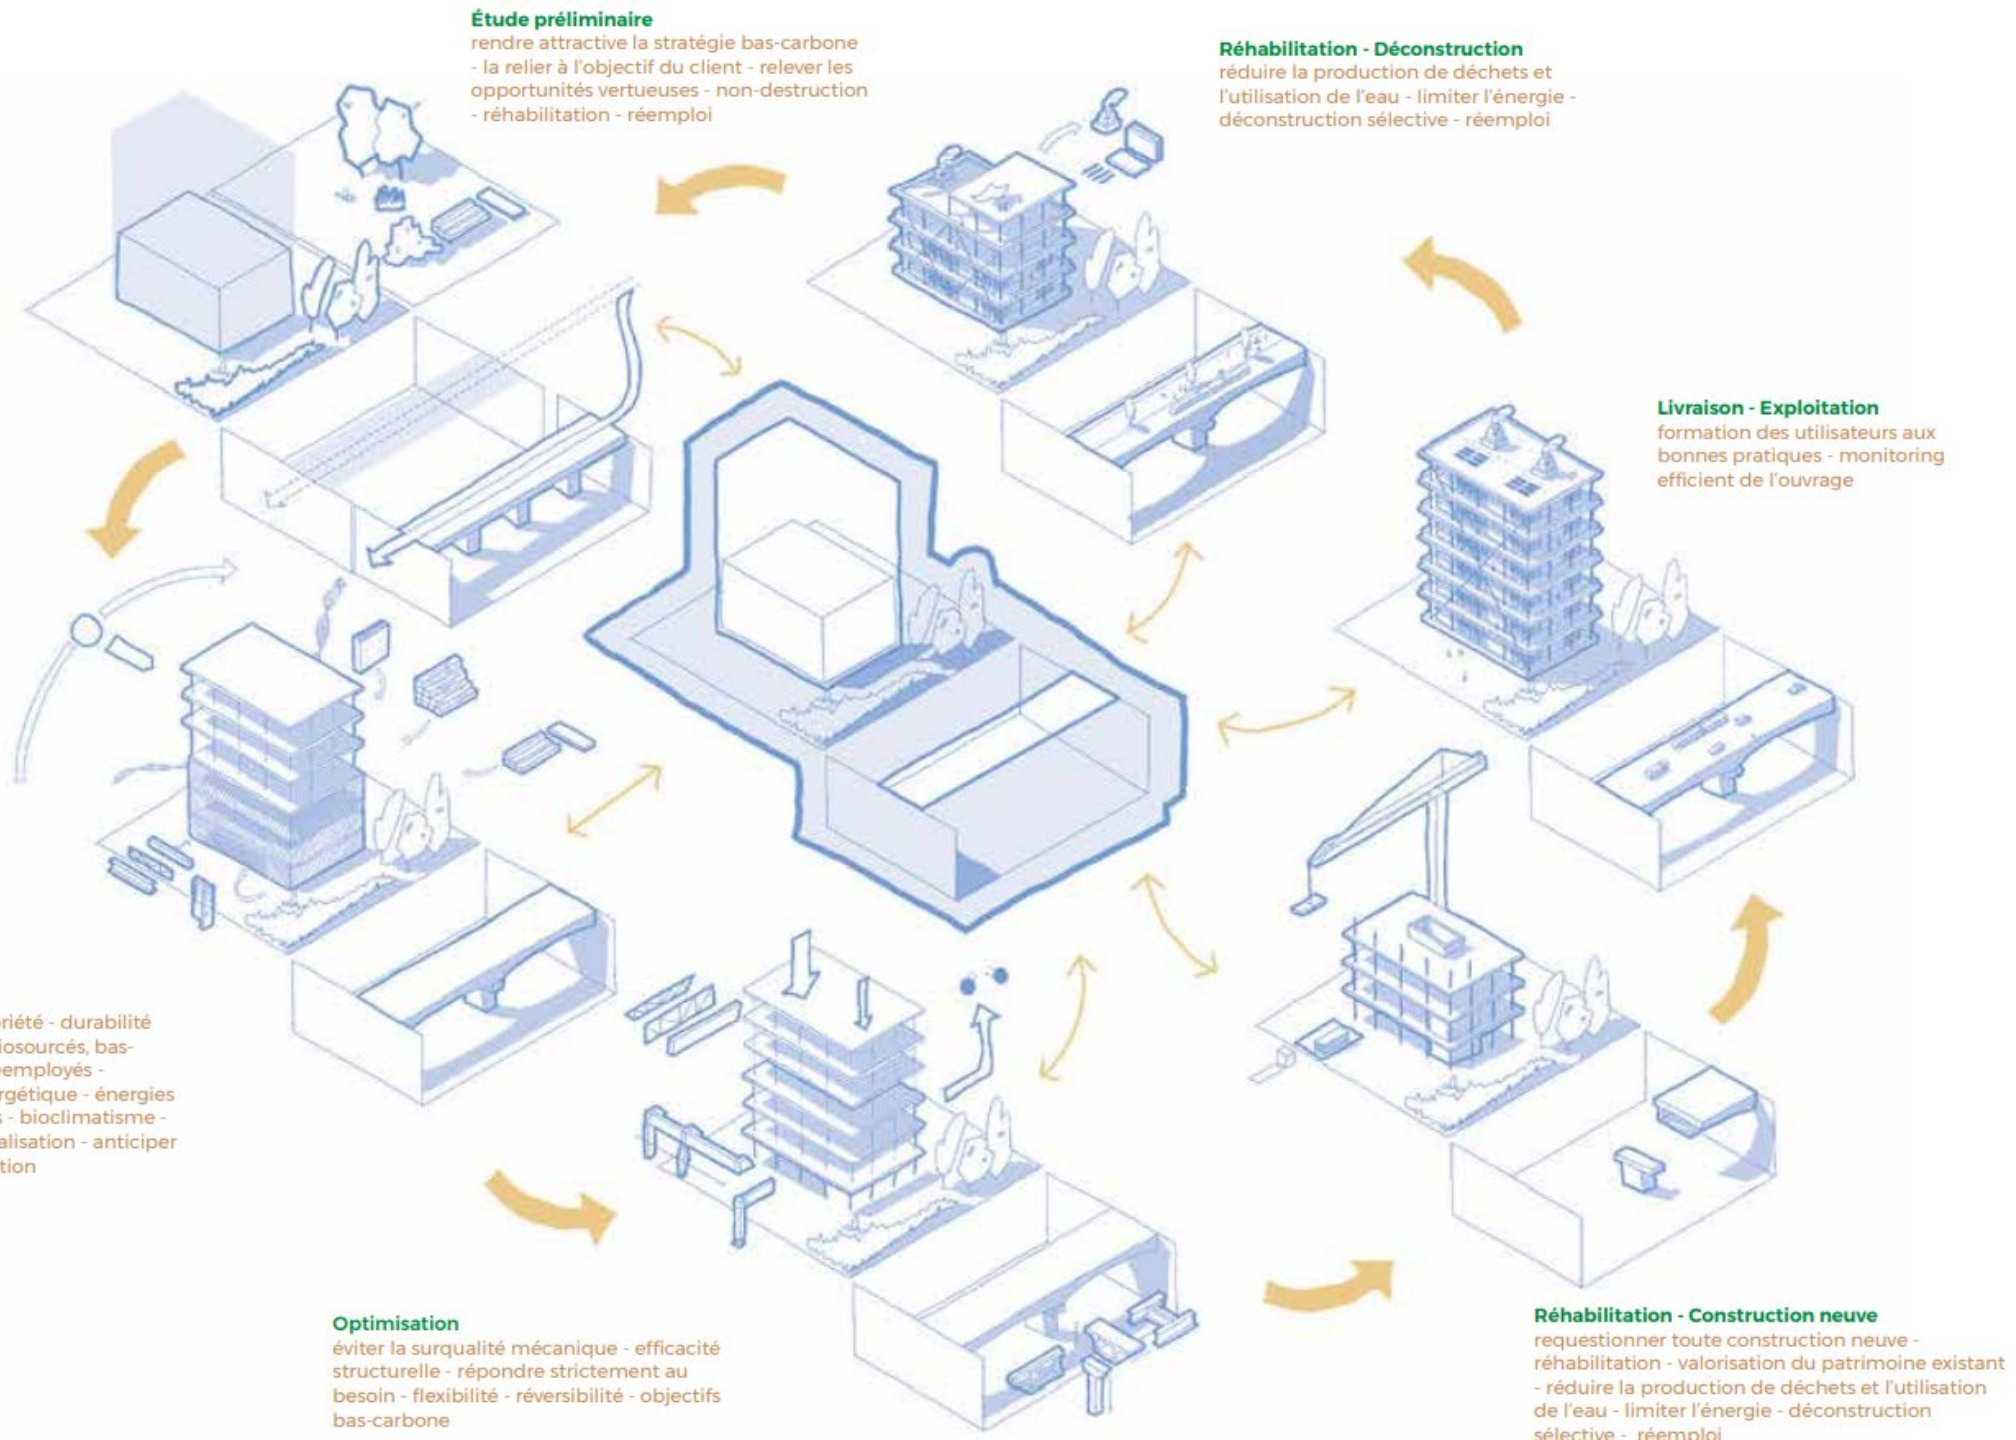 Étude préliminaire
rendre attractive la stratégie bas-carbone
- la relier à l'objectif du client - relever les
opportunités vertueuses - non-destruction
- réhabilitation - réemploi
Réhabilitation - Déconstruction
réduire la production de déchets et
l'utilisation de l'eau - limiter l'énergie -
déconstruction sélective - réemploi
Livraison - Exploitation
formation des utilisateurs aux
bonnes pratiques - monitoring
efficient de l'ouvrage
riété - durabilité
iosourcés, bas-
éemployés -
rgétique - énergies
s - bioclimatisme -
alisation - anticiper
tion
Optimisation
éviter la surqualité mécanique - efficacité
structurelle - répondre strictement au
besoin - flexibilité - réversibilité - objectifs
bas-carbone
Réhabilitation - Construction neuve
requestionner toute construction neuve -
réhabilitation - valorisation du patrimoine existant
- réduire la production de déchets et l'utilisation
de l'eau - limiter l'énergie - déconstruction
sélective - réemploi